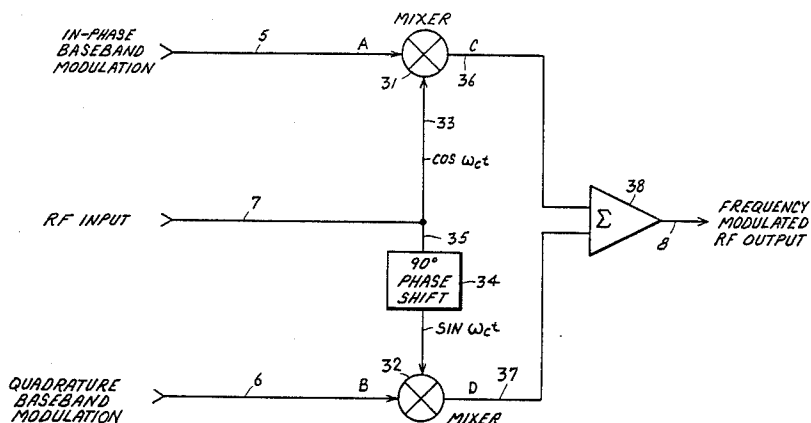 MIXER
IN-PHASE
BASEBAND
MODULATION
5
A
C
31
36
33
COS ωct
38
RF INPUT
7
Σ
FREQUENCY
MODULATED
RF OUTPUT
8
35
90°
PHASE
SHIFT
34
SIN ωct
32
QUADRATURE
BASEBAND
MODULATION
6
B
D
37
MIXER